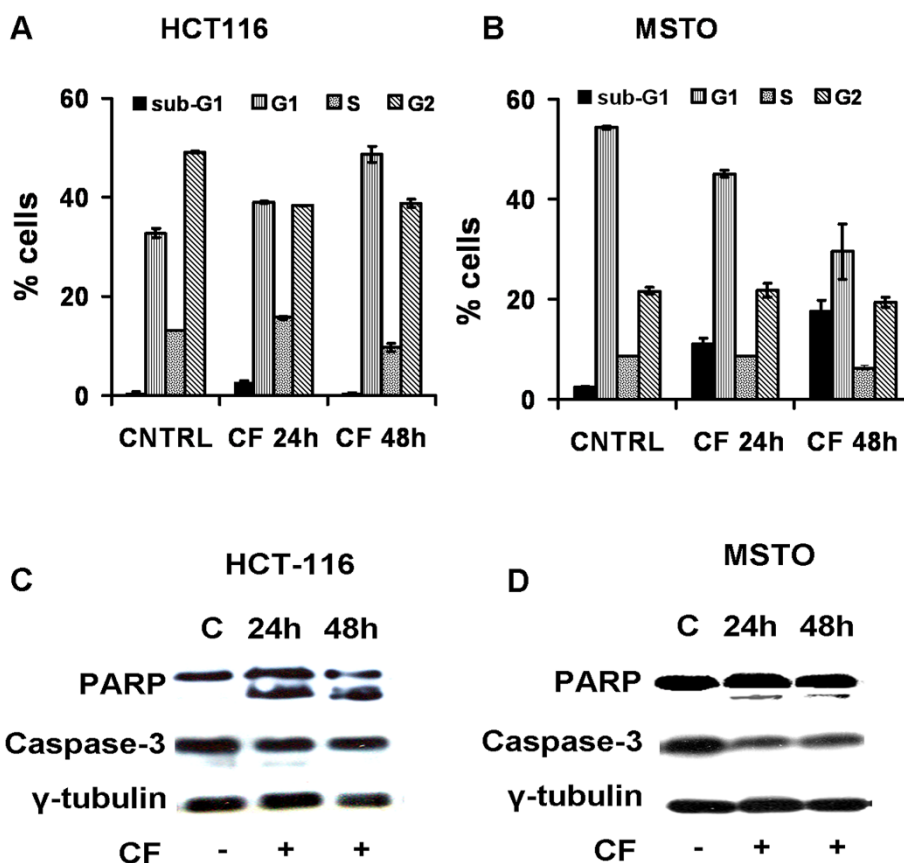 A HCT116
60 sub-G1 G1 S G2
40
20
0
% cells
CNTRL CF 24h CF 48h
B MSTO
60 sub-G1 G1 S G2
40
20
0
% cells
CNTRL CF 24h CF 48h
C HCT-116
C 24h 48h
PARP
Caspase-3
γ-tubulin
CF - + +
D MSTO
C 24h 48h
PARP
Caspase-3
γ-tubulin
CF - + +